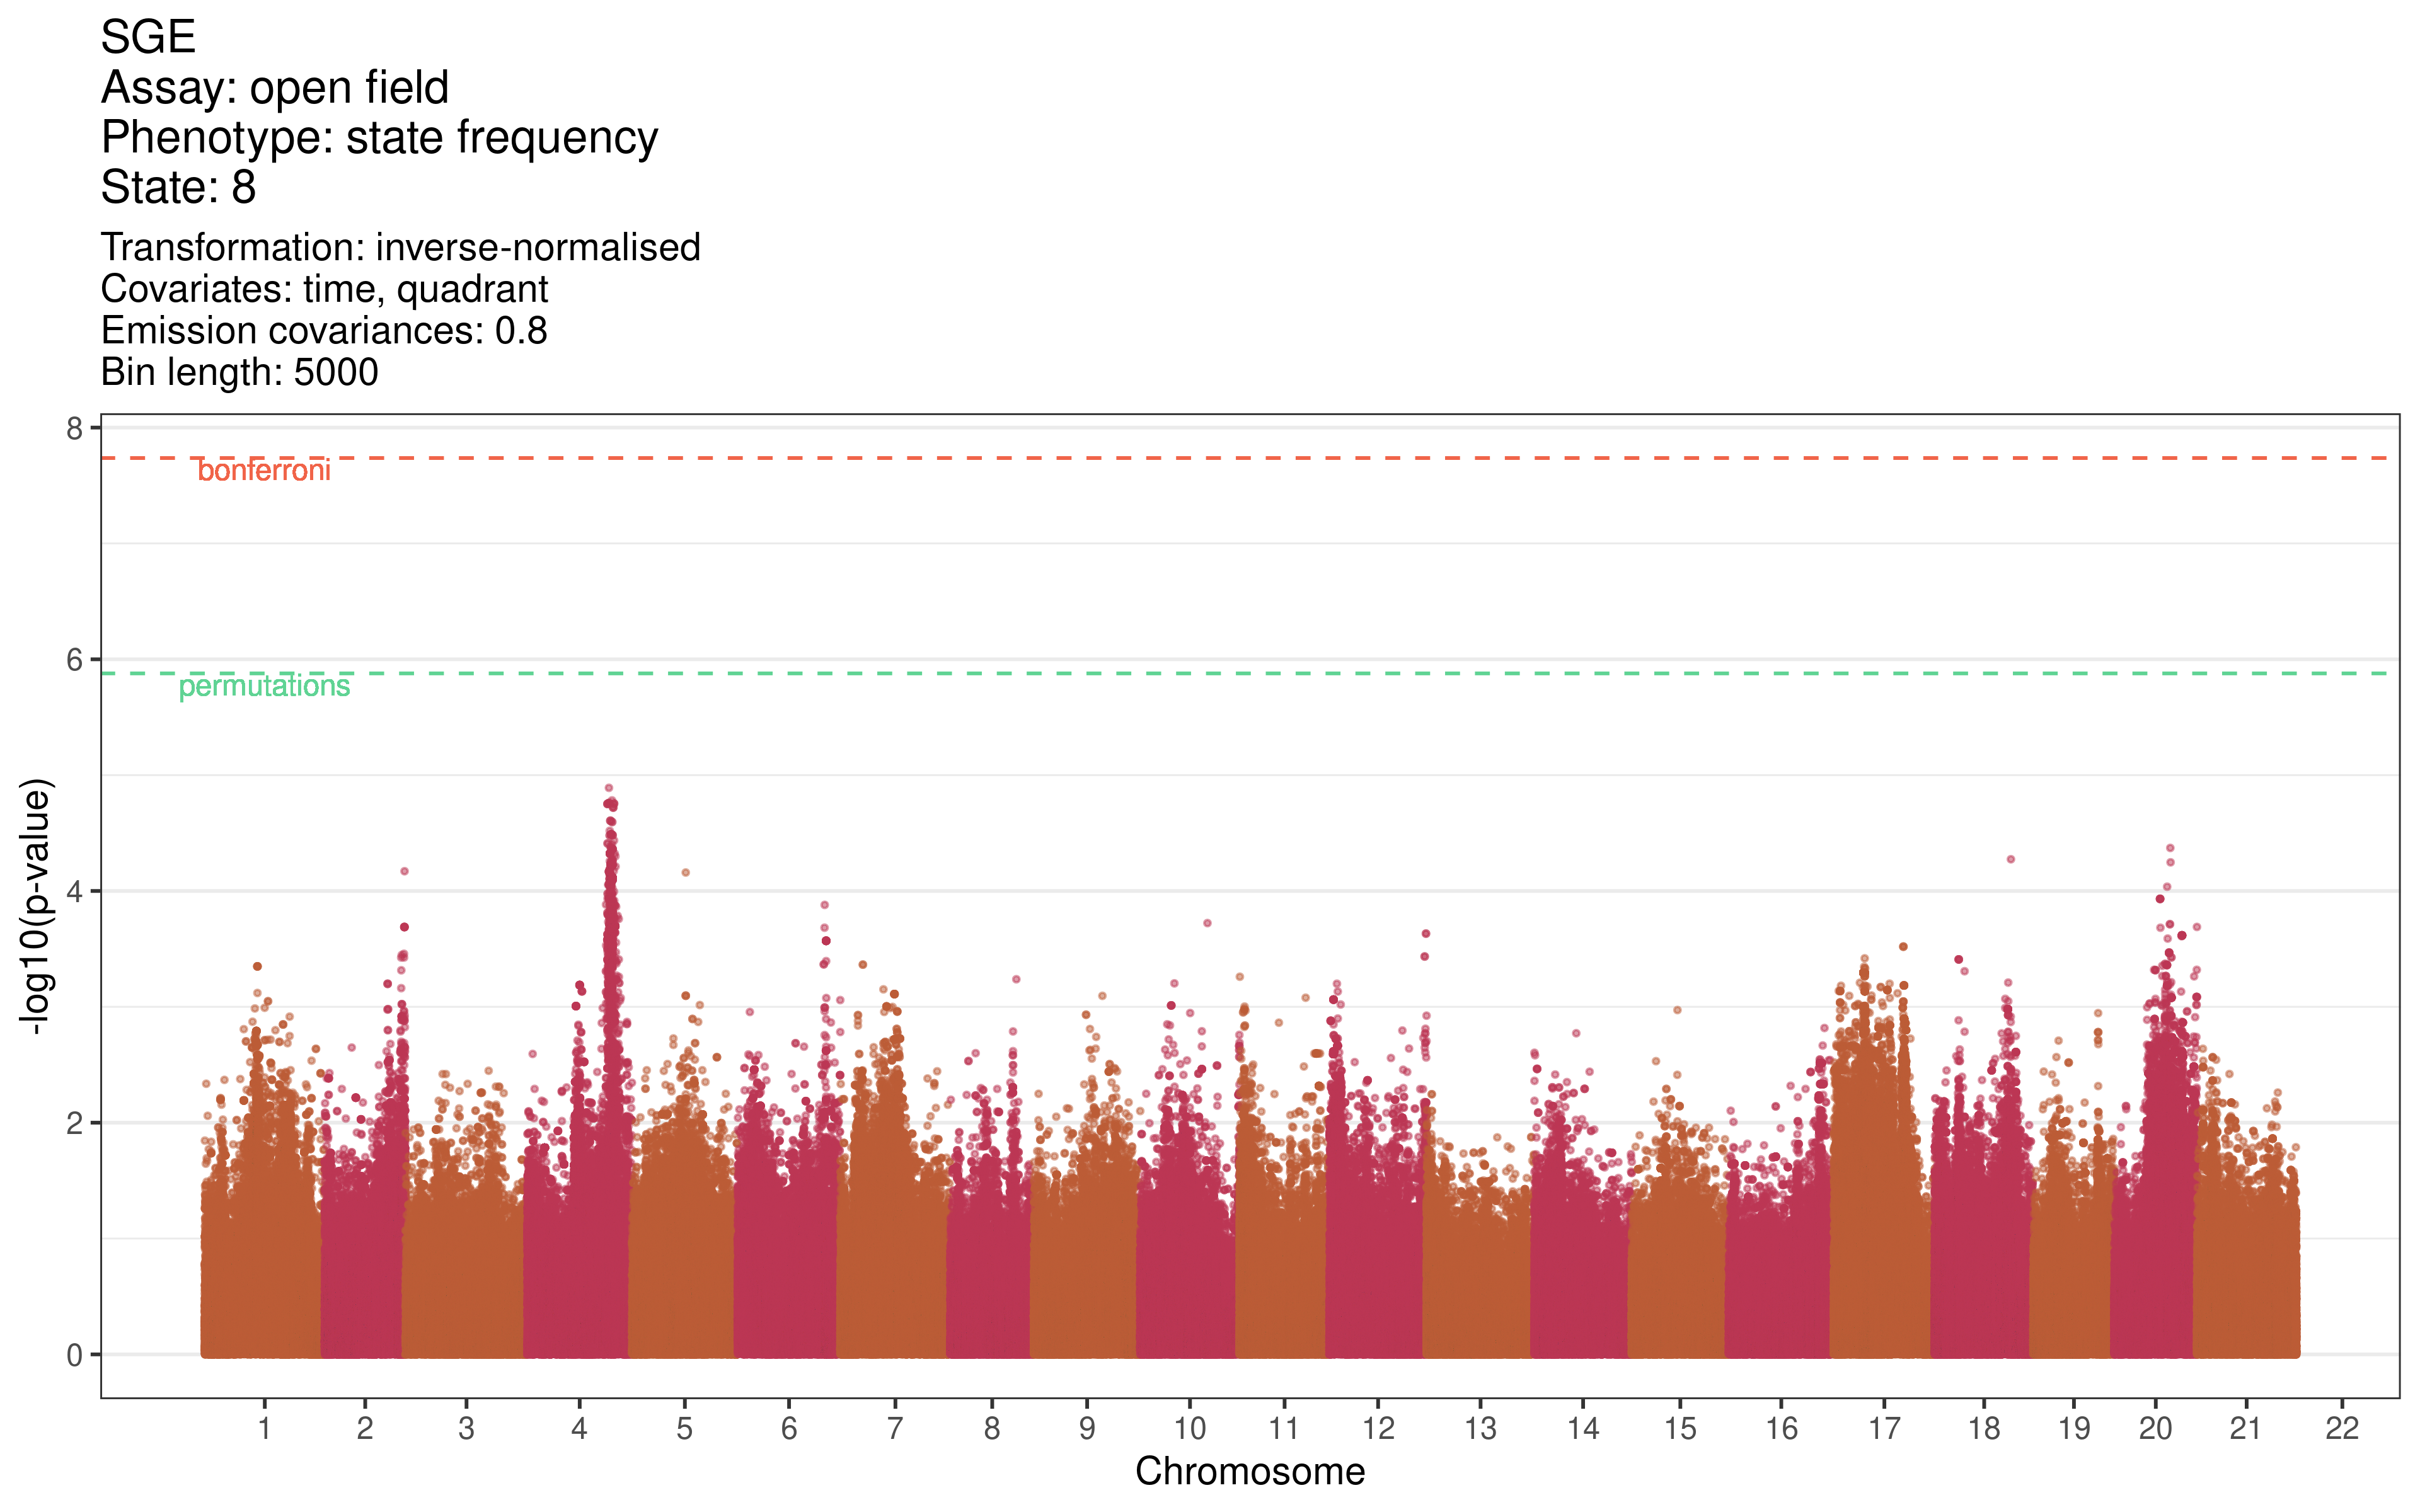 SGE
Assay: open field
Phenotype: state frequency
State: 8
Transformation: inverse-normalised
Covariates: time, quadrant
Emission covariances: 0.8
Bin length: 5000
8
bonferroni
6
permutations
4
2
0
-log10(p-value)
1 2 3 4 5 6 7 8 9 10 11 12 13 14 15 16 17 18 19 20 21 22
Chromosome